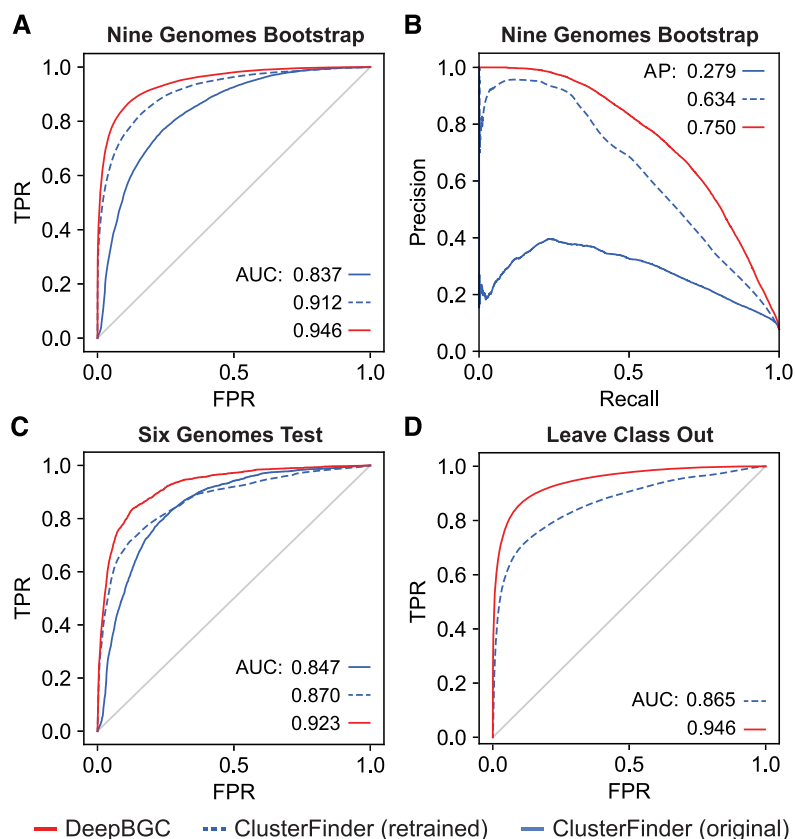 A
Nine Genomes Bootstrap
1.0
0.8
0.6
0.4
0.2
0.0
TPR
AUC: 0.837
0.912
0.946
0.0 0.5 1.0
FPR
B
Nine Genomes Bootstrap
1.0
0.8
0.6
0.4
0.2
0.0
Precision
AP: 0.279
0.634
0.750
0.0 0.5 1.0
Recall
C
Six Genomes Test
1.0
0.8
0.6
0.4
0.2
0.0
TPR
AUC: 0.847
0.870
0.923
0.0 0.5 1.0
FPR
D
Leave Class Out
1.0
0.8
0.6
0.4
0.2
0.0
TPR
AUC: 0.865
0.946
0.0 0.5 1.0
FPR
DeepBGC ClusterFinder (retrained) ClusterFinder (original)